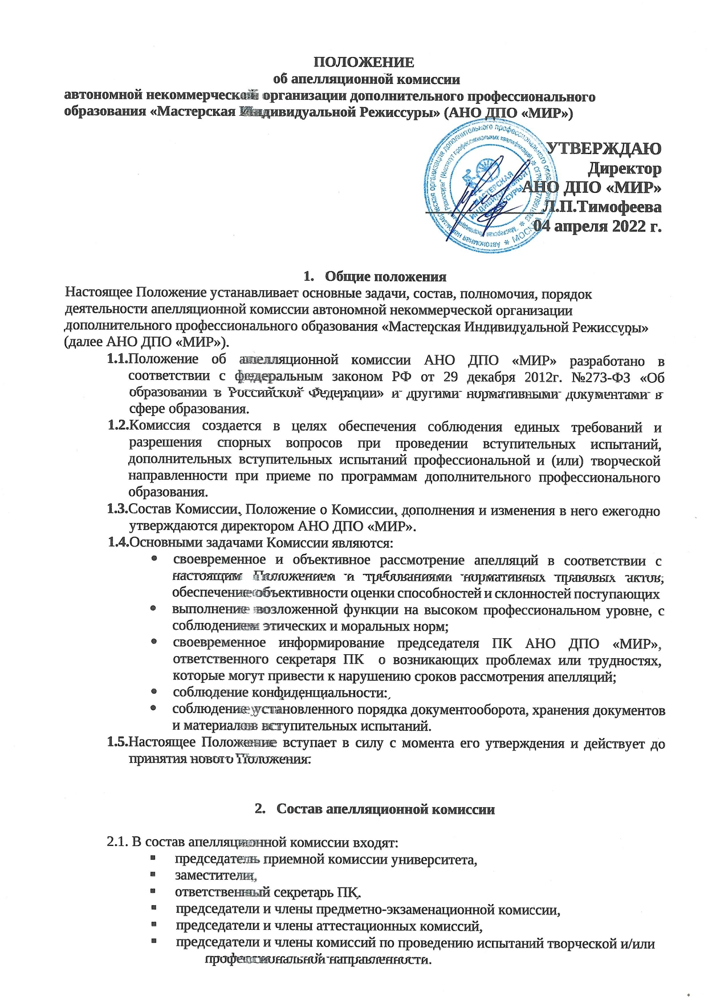 ПОЛОЖЕНИЕ
об апелляционной комиссии
автономной некоммерческой организации дополнительного профессионального
образования «Мастерская Индивидуальной Режиссуры» (АНО ДПО «МИР»)
УТВЕРЖДАЮ
Директор
АНО ДПО «МИР»
Л.П.Тимофеева
04 апреля 2022 г.
МАСТЕРСКАЯ
ИНДИВИДУАЛЬНОЙ
РЕЖИССУРЫ
1. Общие положения
Настоящее Положение устанавливает основные задачи, состав, полномочия, порядок
деятельности апелляционной комиссии автономной некоммерческой организации
дополнительного профессионального образования «Мастерская Индивидуальной Режиссуры»
(далее АНО ДПО «МИР»).
1.1.Положение об апелляционной комиссии АНО ДПО «МИР» разработано в
соответствии с федеральным законом РФ от 29 декабря 2012г. №273-ФЗ «Об
образовании в Российской Федерации» и другими нормативными документами в
сфере образования.
1.2.Комиссия создается в целях обеспечения соблюдения единых требований и
разрешения спорных вопросов при проведении вступительных испытаний,
дополнительных вступительных испытаний профессиональной и (или) творческой
направленности при приеме по программам дополнительного профессионального
образования.
1.3.Состав Комиссии, Положение о Комиссии, дополнения и изменения в него ежегодно
утверждаются директором АНО ДПО «МИР».
1.4.Основными задачами Комиссии являются:
• своевременное и объективное рассмотрение апелляций в соответствии с
настоящим Положением и требованиями нормативных правовых актов,
обеспечение объективности оценки способностей и склонностей поступающих
• выполнение возложенной функции на высоком профессиональном уровне, с
соблюдением этических и моральных норм;
• своевременное информирование председателя ПК АНО ДПО «МИР»,
ответственного секретаря ПК о возникающих проблемах или трудностях,
которые могут привести к нарушению сроков рассмотрения апелляций;
• соблюдение конфиденциальности;
• соблюдение установленного порядка документооборота, хранения документов
и материалов вступительных испытаний.
1.5.Настоящее Положение вступает в силу с момента его утверждения и действует до
принятия нового Положения.
2. Состав апелляционной комиссии
2.1. В состав апелляционной комиссии входят:
▪ председатель приемной комиссии университета,
▪ заместители,
▪ ответственный секретарь ПК,
▪ председатели и члены предметно-экзаменационной комиссии,
▪ председатели и члены аттестационных комиссий,
▪ председатели и члены комиссий по проведению испытаний творческой и/или
профессиональной направленности.